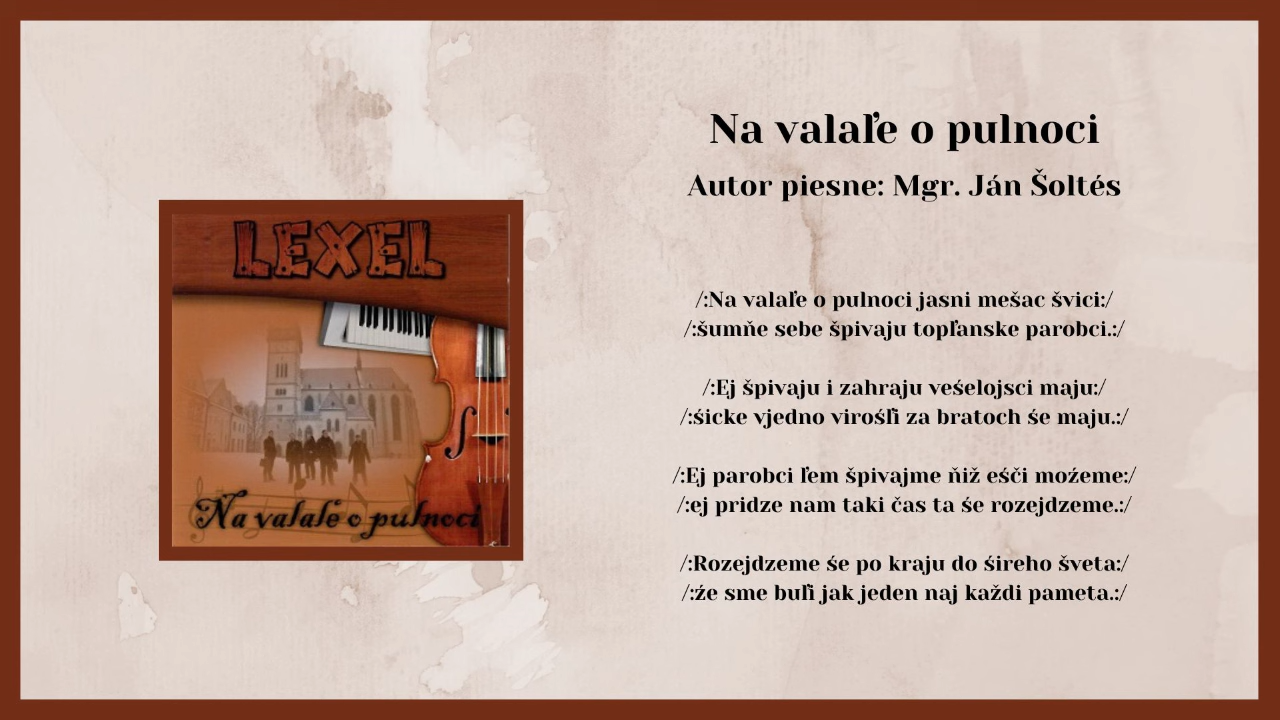 LEXEL
Na valaľe o pulnoci
Na valaľe o pulnoci
Autor piesne: Mgr. Ján Šoltés
/:Na valaľe o pulnoci jasni mešac švici:/
/:šumňe sebe špivaju topľanske parobci.:/
/:Ej špivaju i zahraju veśelojsci maju:/
/:śicke vjedno virośľi za bratoch śe maju.:/
/:Ej parobci ľem špivajme ňiž eśči moźeme:/
/:ej pridze nam taki čas ta śe rozejdzeme.:/
/:Rozejdzeme śe po kraju do śireho šveta:/
/:źe sme buľi jak jeden naj každi pameta.:/